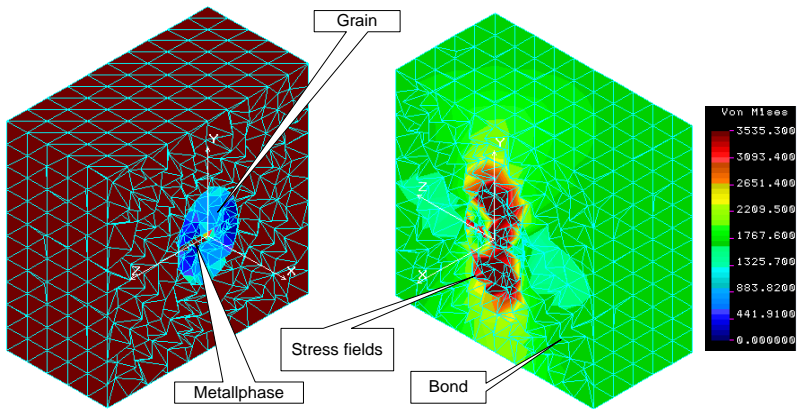 Grain
Y
Z
X
Metallphase
Y
Z
X
Stress fields
Bond
Von Mises
3535.300
3093.400
2651.400
2209.500
1767.600
1325.700
883.8200
441.9100
0.000000